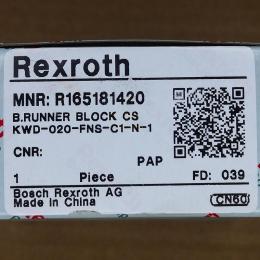 Rexroth
MNR: R165181420
B.RUNNER BLOCK CS
KWD-020-FNS-C1-N-1
CNR:
PAP
1 Piece FD: 039
Bosch Rexroth AG
Made in China CN60